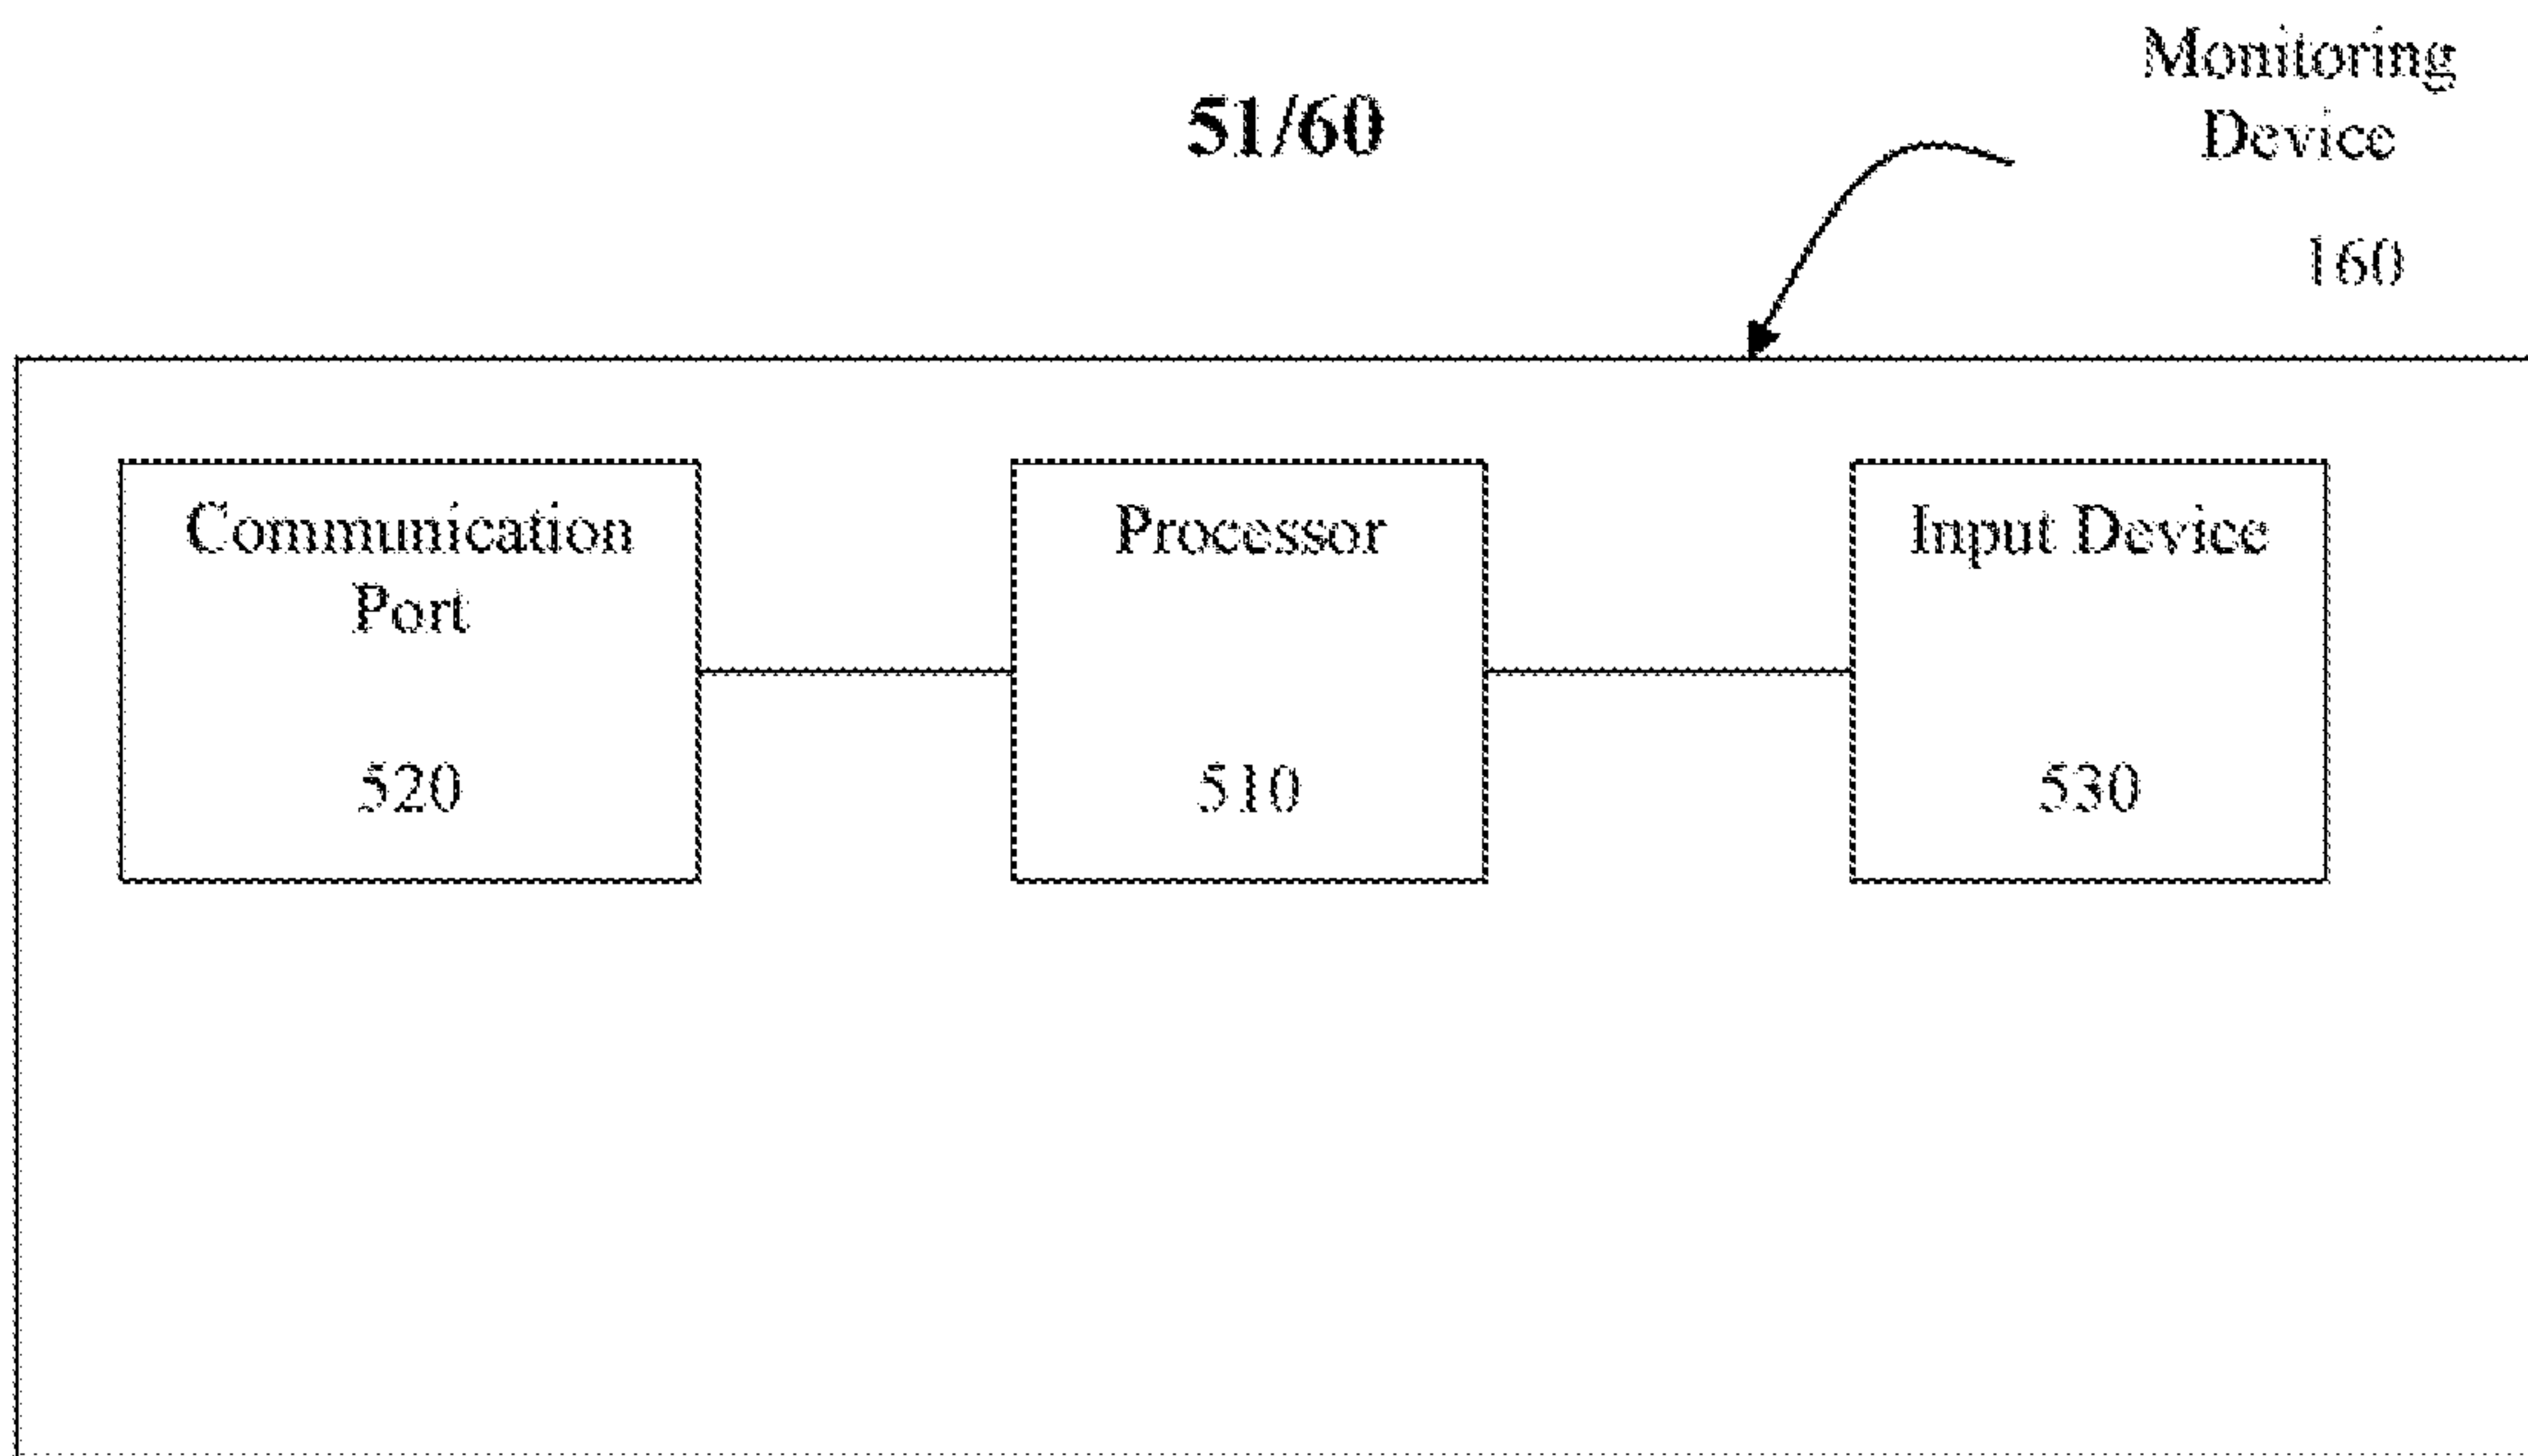 51/60
Monitoring
Device
160
Communication
Port
520
Processor
510
Input Device
530